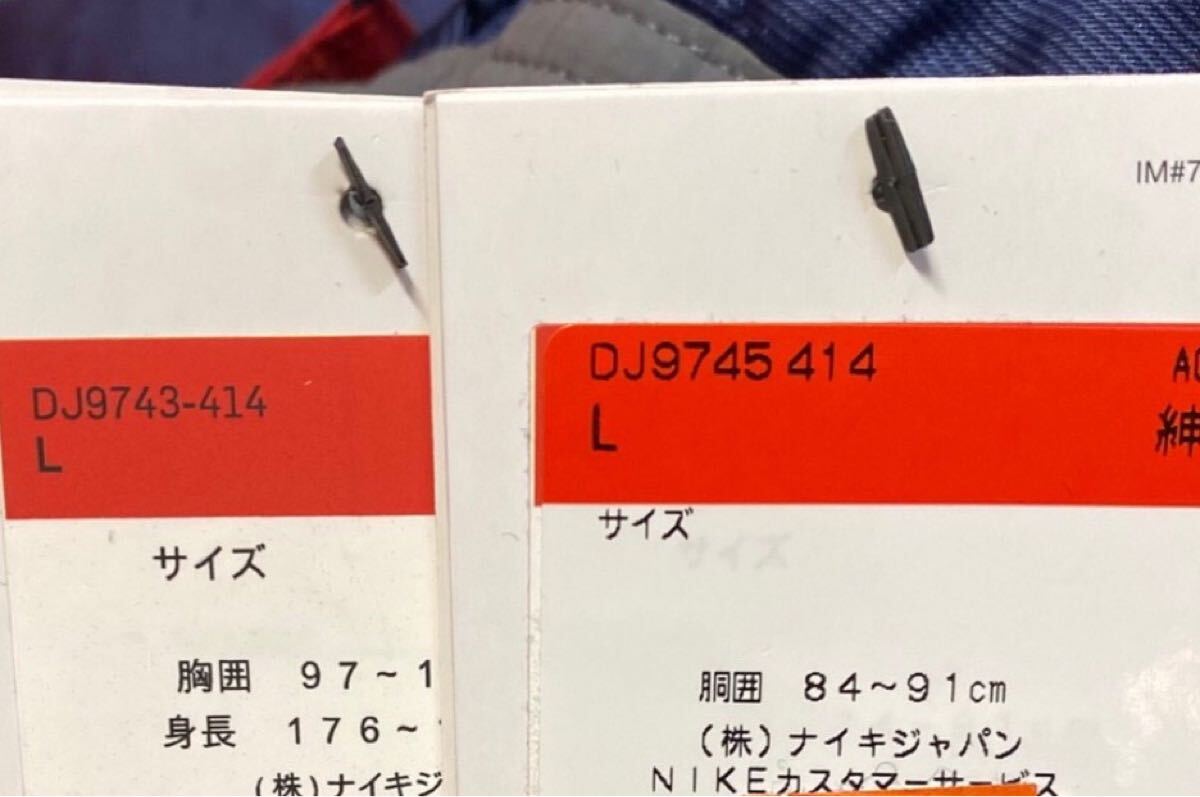 DJ9743-414
L
サイズ
胸囲 97~1
身長 176~
(株)ナイキジ
IM#7
DJ9745 414
L
紳
サイズ
胴囲 84~91cm
(株)ナイキジャパン
NIKEカスタマーサービス